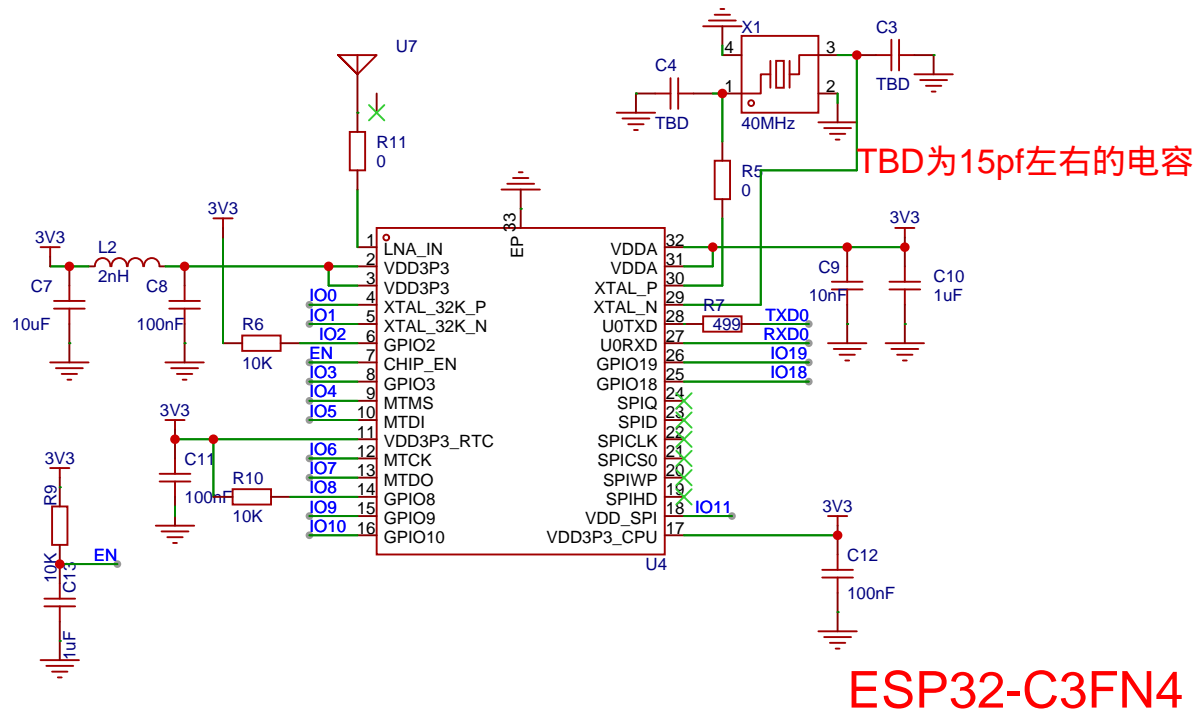 U7
X1
C3
4
3
C4
1
2
TBD
TBD
40MHz
R11
0
TBD为15pf左右的电容
R5
0
3V3
EP 33
3V3
3V3
L2
2nH
C7
C8
10uF
100nF
C9
10nF
C10
1uF
1 LNA_IN
2 VDD3P3
3 VDD3P3
IO0 4 XTAL_32K_P
IO1 5 XTAL_32K_N
R6 IO2 6 GPIO2
10K
EN 7 CHIP_EN
IO3 8 GPIO3
IO4 9 MTMS
IO5 10 MTDI
3V3
11 VDD3P3_RTC
IO6 12 MTCK
IO7 13 MTDO
IO8 14 GPIO8
IO9 15 GPIO9
IO10 16 GPIO10
VDDA 32
VDDA 31
XTAL_P 30
XTAL_N 29
U0TXD 28 R7 499 TXD0
U0RXD 27 RXD0
GPIO19 26 IO19
GPIO18 25 IO18
SPIQ 24
SPID 23
SPICLK 22
SPICS0 21
SPIWP 20
SPIHD 19
VDD_SPI 18 IO11
VDD3P3_CPU 17
3V3
U4
C11
100nF
R10
10K
3V3
R9
10K
EN
C13
1uF
C12
100nF
ESP32-C3FN4